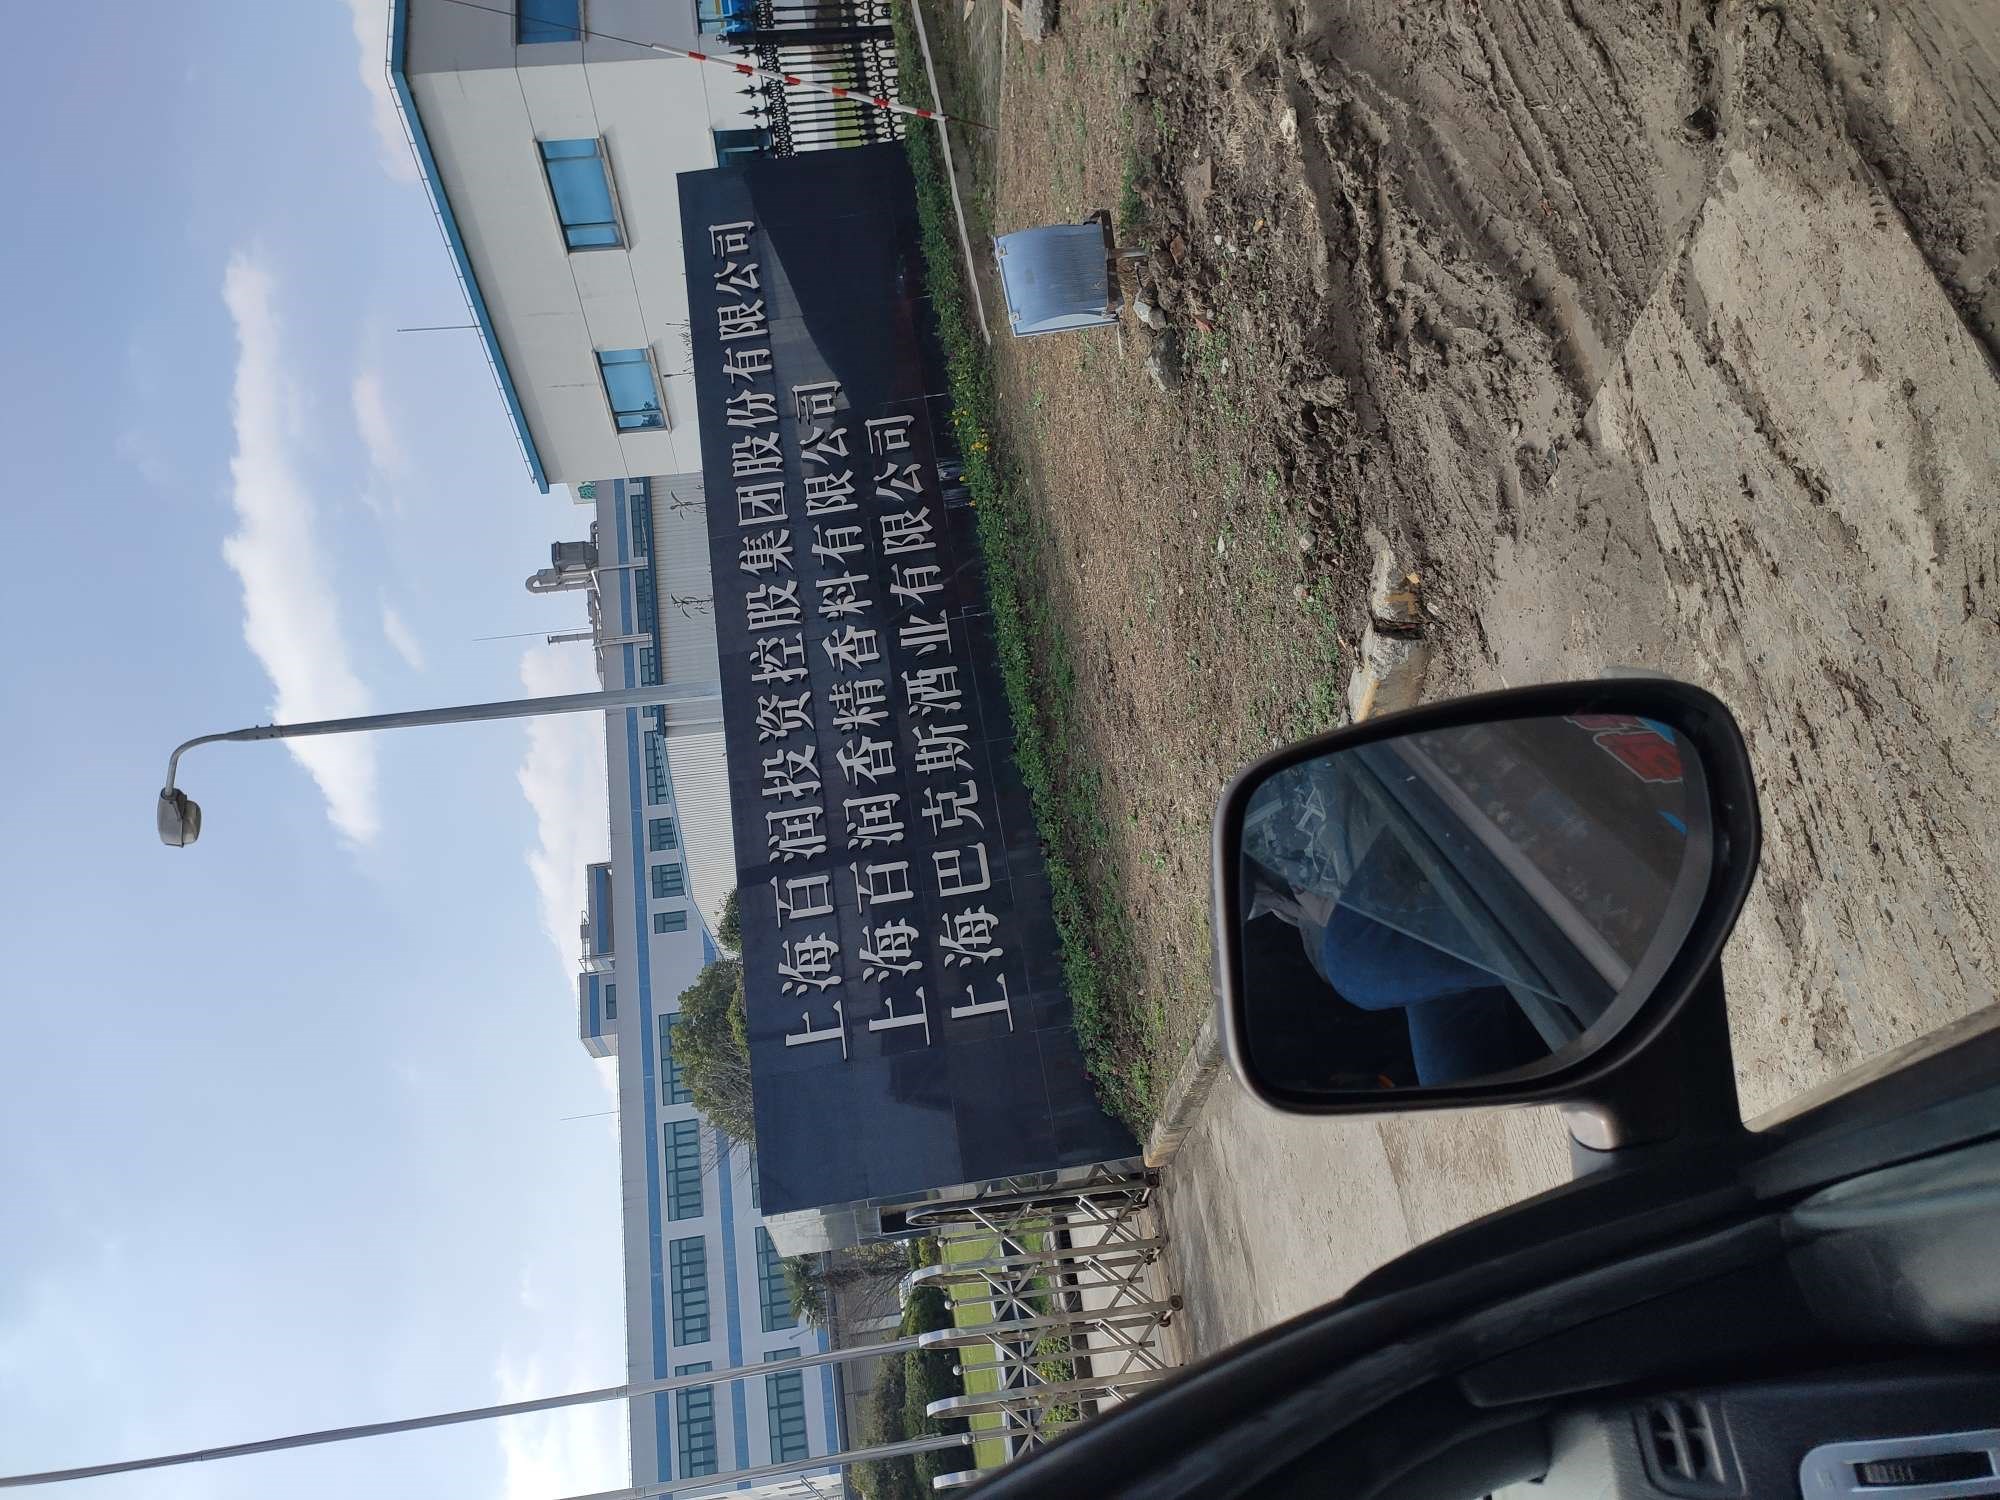 上海百润投资控股集团股份有限公司
上海百润香精香料有限公司
上海巴克斯酒业有限公司